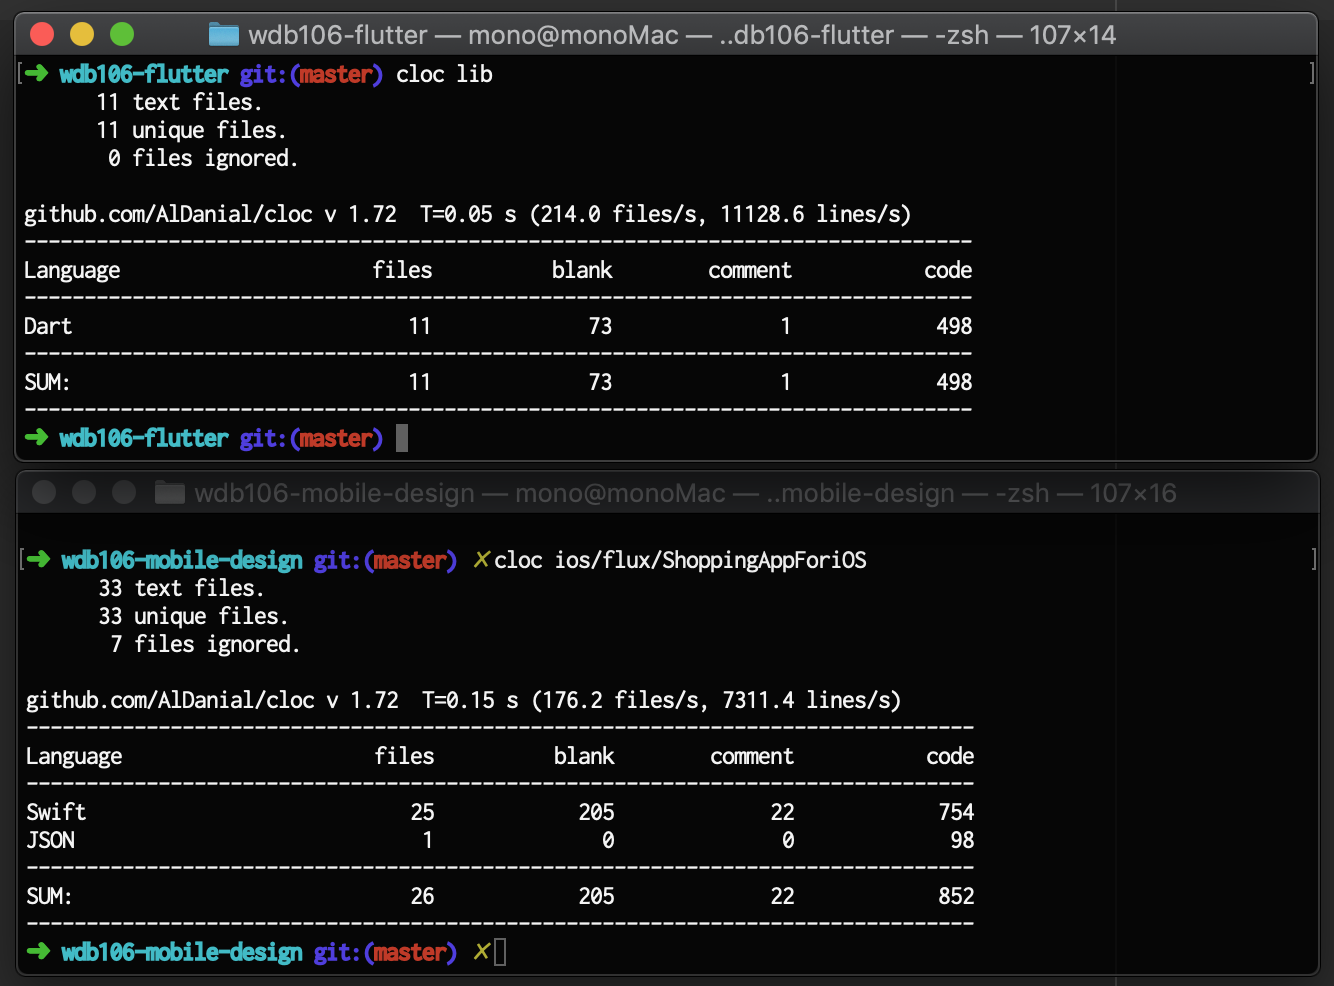 wdb106-flutter — mono@monoMac — ..db106-flutter — -zsh — 107×14
[➜ wdb106-flutter git:(master) cloc lib ]
11 text files.
11 unique files.
0 files ignored.
github.com/AlDanial/cloc v 1.72  T=0.05 s (214.0 files/s, 11128.6 lines/s)
-------------------------------------------------------------------------------
Language files blank comment code
-------------------------------------------------------------------------------
Dart 11 73 1 498
-------------------------------------------------------------------------------
SUM: 11 73 1 498
-------------------------------------------------------------------------------
➜ wdb106-flutter git:(master)
wdb106-mobile-design — mono@monoMac — ..mobile-design — -zsh — 107×16
[➜ wdb106-mobile-design git:(master) ✗ cloc ios/flux/ShoppingAppForiOS ]
33 text files.
33 unique files.
7 files ignored.
github.com/AlDanial/cloc v 1.72  T=0.15 s (176.2 files/s, 7311.4 lines/s)
-------------------------------------------------------------------------------
Language files blank comment code
-------------------------------------------------------------------------------
Swift 25 205 22 754
JSON 1 0 0 98
-------------------------------------------------------------------------------
SUM: 26 205 22 852
-------------------------------------------------------------------------------
➜ wdb106-mobile-design git:(master) ✗